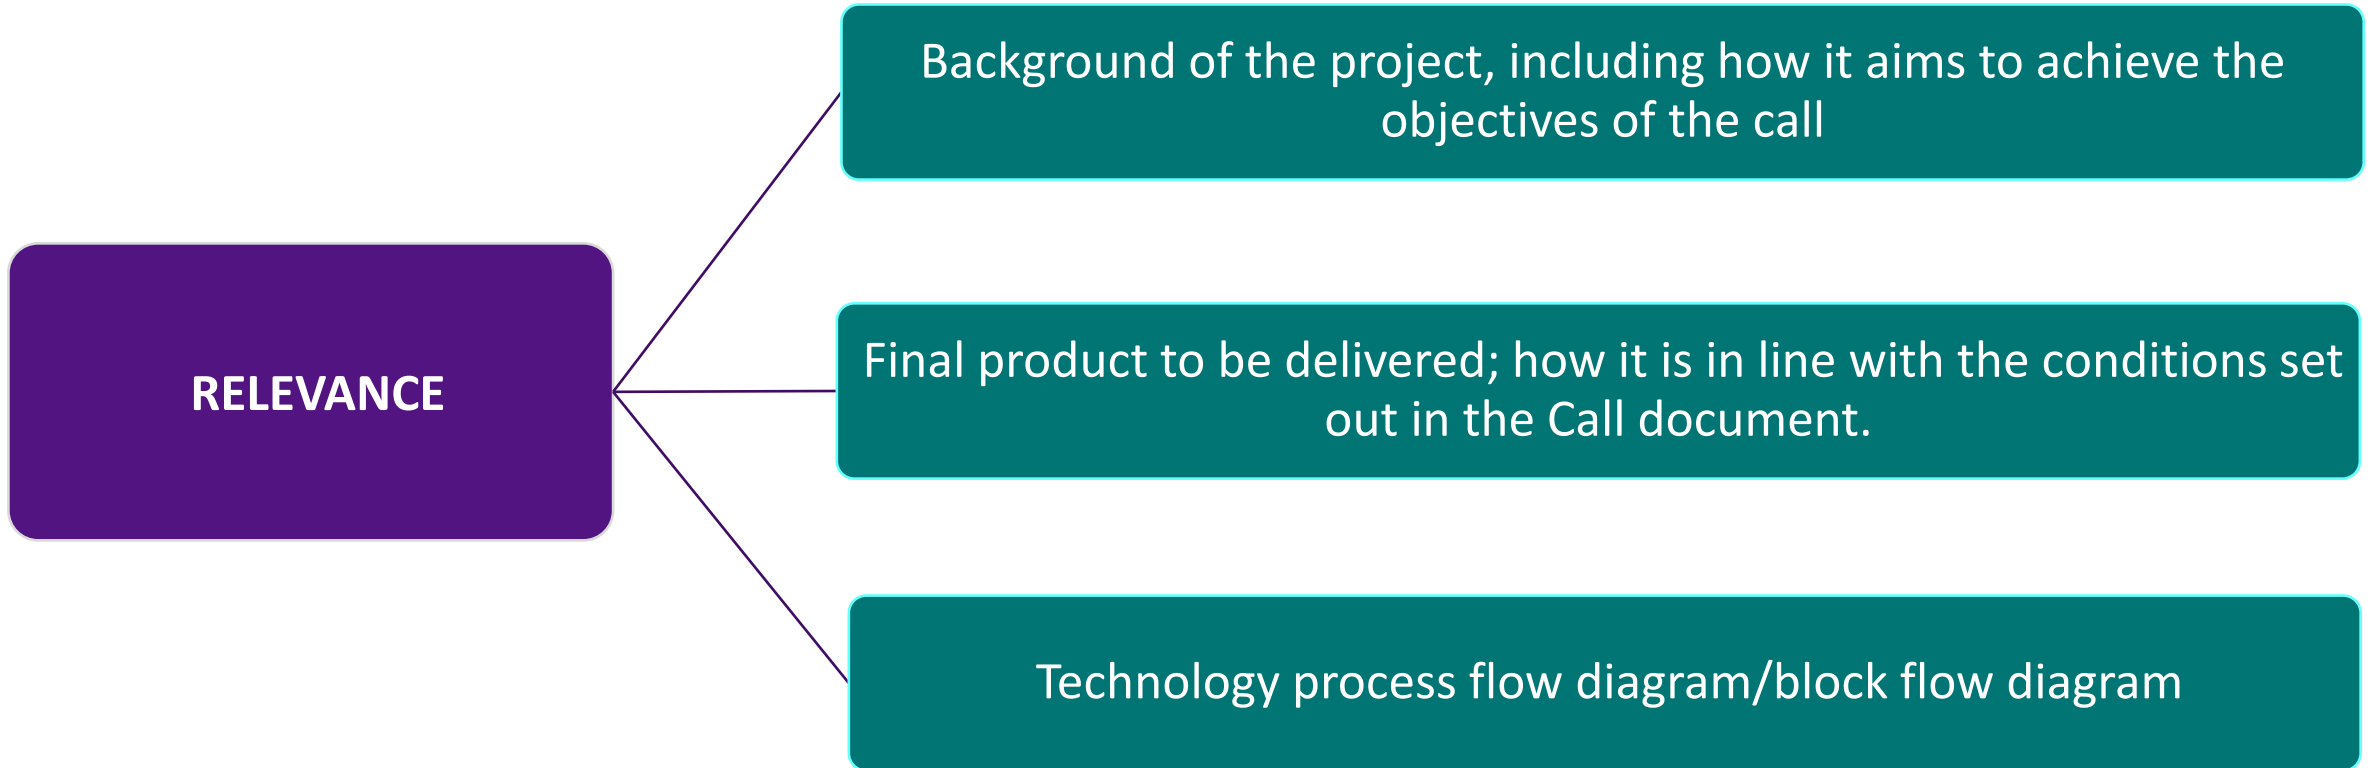 RELEVANCE
Background of the project, including how it aims to achieve the
objectives of the call
Final product to be delivered; how it is in line with the conditions set
out in the Call document.
Technology process flow diagram/block flow diagram